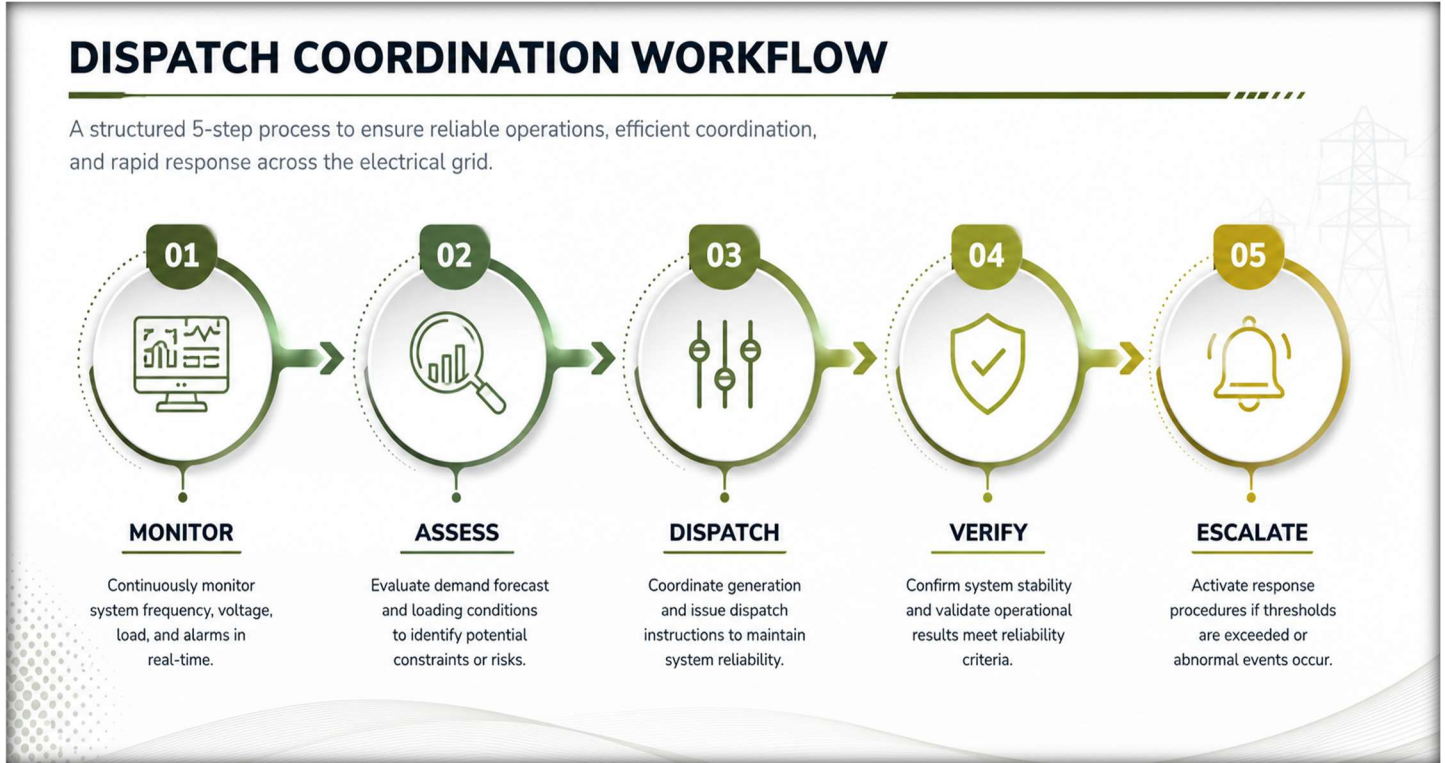 DISPATCH COORDINATION WORKFLOW
A structured 5-step process to ensure reliable operations, efficient coordination,
and rapid response across the electrical grid.
01
02
03
04
05
MONITOR
ASSESS
DISPATCH
VERIFY
ESCALATE
Continuously monitor
system frequency, voltage,
load, and alarms in
real-time.
Evaluate demand forecast
and loading conditions
to identify potential
constraints or risks.
Coordinate generation
and issue dispatch
instructions to maintain
system reliability.
Confirm system stability
and validate operational
results meet reliability
criteria.
Activate response
procedures if thresholds
are exceeded or
abnormal events occur.